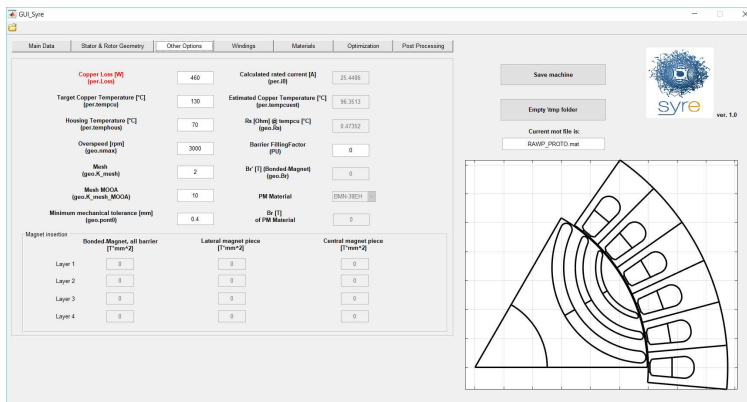 GUI_Syre
Main Data
Stator & Rotor Geometry
Other Options
Windings
Materials
Optimization
Post Processing
Copper Loss [W]
(per.Loss)
460
Calculated rated current [A]
(per.i0)
25.4486
Target Copper Temperature [°C]
(per.tempcu)
130
Estimated Copper Temperature [°C]
(per.tempcuest)
96.3513
Housing Temperature [°C]
(per.temphous)
70
Rs [Ohm] @ tempcu [°C]
(geo.Rs)
0.47352
Overspeed [rpm]
(geo.nmax)
3000
Barrier FillingFactor
(PU)
0
Mesh
(geo.K_mesh)
2
Br' [T] (Bonded-Magnet)
(geo.Br)
0
Mesh MOOA
(geo.K_mesh_MOOA)
10
PM Material
BMN-38EH
Minimum mechanical tolerance [mm]
(geo.pont0)
0.4
Br [T]
of PM Material
0
Magnet insertion
Bonded-Magnet, all barrier
[T*mm^2]
Lateral magnet piece
[T*mm^2]
Central magnet piece
[T*mm^2]
Layer 1
0
0
0
Layer 2
0
0
0
Layer 3
0
0
0
Layer 4
0
0
0
Save machine
Empty \tmp folder
Current mot file is:
RAWP_PROTO.mat
syre
ver. 1.0